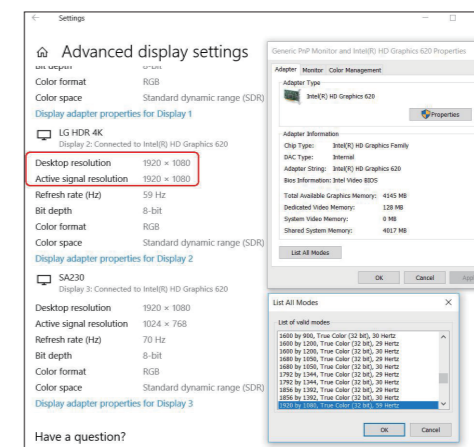 Settings
Advanced display settings
Bit depth 8-bit
Color format RGB
Color space Standard dynamic range (SDR)
Display adapter properties for Display 1
LG HDR 4K
Display 2: Connected to Intel(R) HD Graphics 620
Desktop resolution 1920 × 1080
Active signal resolution 1920 × 1080
Refresh rate (Hz) 59 Hz
Bit depth 8-bit
Color format RGB
Color space Standard dynamic range (SDR)
Display adapter properties for Display 2
SA230
Display 3: Connected to Intel(R) HD Graphics 620
Desktop resolution 1920 × 1080
Active signal resolution 1024 × 768
Refresh rate (Hz) 70 Hz
Bit depth 8-bit
Color format RGB
Color space Standard dynamic range (SDR)
Display adapter properties for Display 3
Have a question?
Generic PnP Monitor and Intel(R) HD Graphics 620 Properties
Adapter Monitor Color Management
Adapter Type
Intel(R) HD Graphics 620
Properties
Adapter Information
Chip Type: Intel(R) HD Graphics Family
DAC Type: Internal
Adapter String: Intel(R) HD Graphics 620
Bios Information: Intel Video BIOS
Total Available Graphics Memory: 4145 MB
Dedicated Video Memory: 128 MB
System Video Memory: 0 MB
Shared System Memory: 4017 MB
List All Modes
OK Cancel App
List All Modes
List of valid modes
1600 by 900, True Color (32 bit), 30 Hertz
1600 by 1200, True Color (32 bit), 29 Hertz
1600 by 1200, True Color (32 bit), 30 Hertz
1680 by 1050, True Color (32 bit), 29 Hertz
1680 by 1050, True Color (32 bit), 30 Hertz
1792 by 1344, True Color (32 bit), 29 Hertz
1792 by 1344, True Color (32 bit), 30 Hertz
1856 by 1392, True Color (32 bit), 29 Hertz
1856 by 1392, True Color (32 bit), 30 Hertz
1920 by 1080, True Color (32 bit), 59 Hertz
OK Cancel